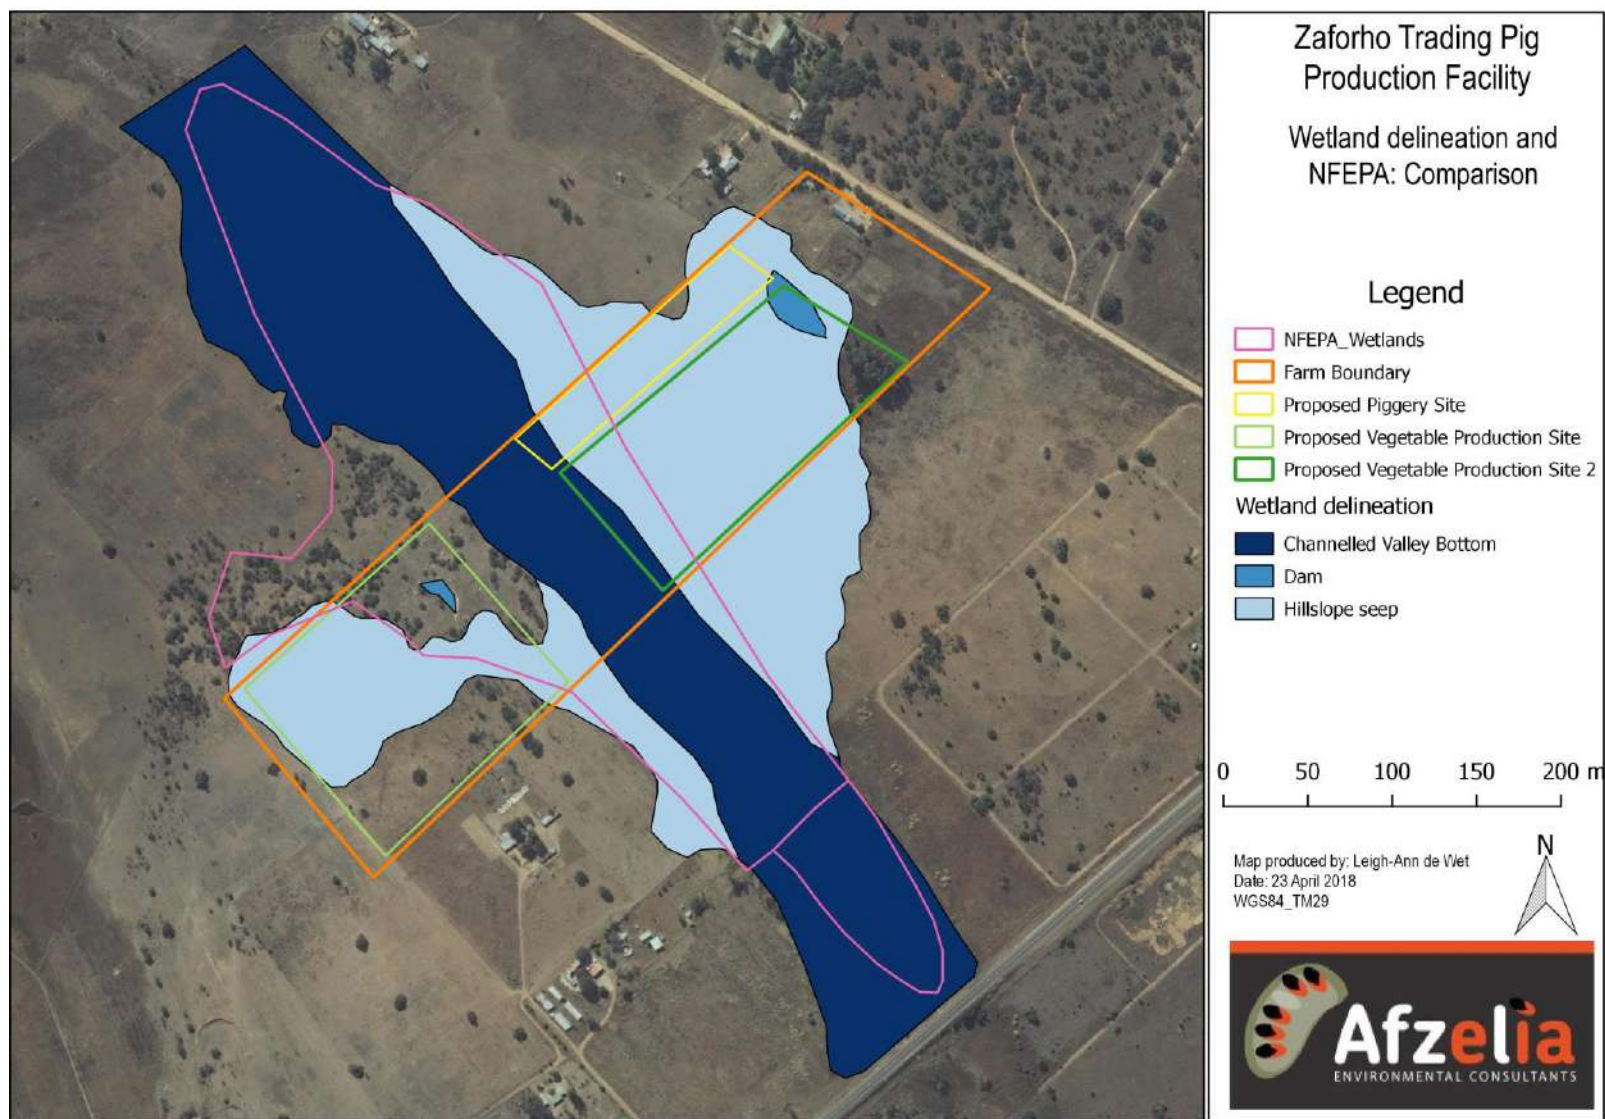 Zaforho Trading Pig
Production Facility
Wetland delineation and
NFEPA: Comparison
Legend
NFEPA_Wetlands
Farm Boundary
Proposed Piggery Site
Proposed Vegetable Production Site
Proposed Vegetable Production Site 2
Wetland delineation
Channelled Valley Bottom
Dam
Hillslope seep
0 50 100 150 200 m
N
Map produced by: Leigh-Ann de Wet
Date: 23 April 2018
WGS84_TM29
Afzelia
ENVIRONMENTAL CONSULTANTS